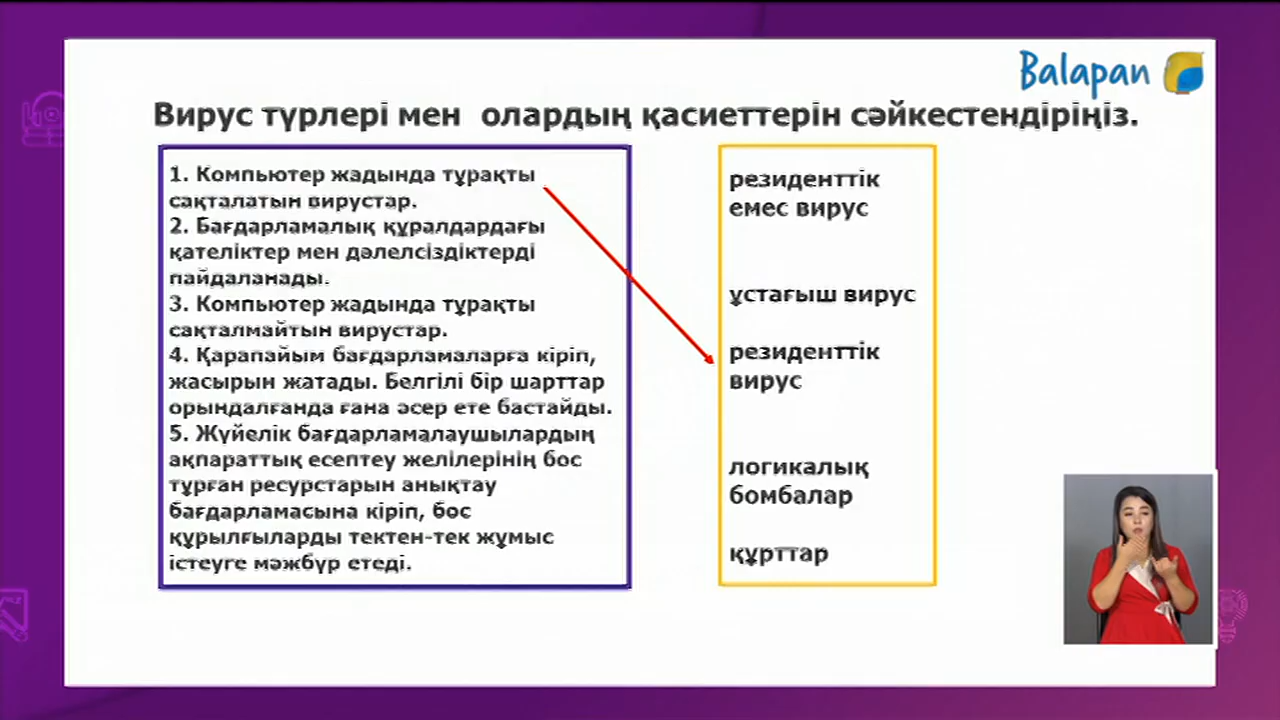 Balapan
Вирус түрлері мен олардың қасиеттерін сәйкестендіріңіз.
1. Компьютер жадында тұрақты
сақталатын вирустар.
2. Бағдарламалық құралдардағы
қателіктер мен дәлелсіздіктерді
пайдаланады.
3. Компьютер жадында тұрақты
сақталмайтын вирустар.
4. Қарапайым бағдарламаларға кіріп,
жасырын жатады. Белгілі бір шарттар
орындалғанда ғана әсер ете бастайды.
5. Жүйелік бағдарламалаушылардың
ақпараттық есептеу желілерінің бос
тұрған ресурстарын анықтау
бағдарламасына кіріп, бос
құрылғыларды тектен-тек жұмыс
істеуге мәжбүр етеді.
резиденттік
емес вирус
ұстағыш вирус
резиденттік
вирус
логикалық
бомбалар
құрттар